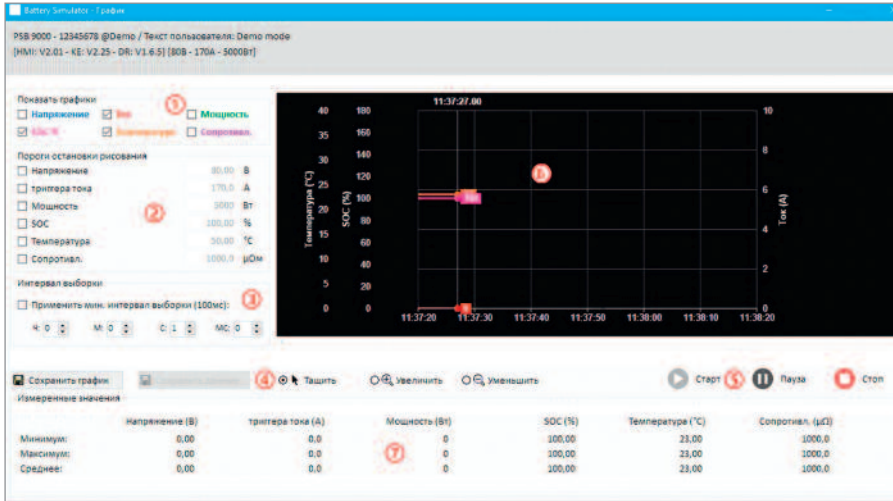 Battery Simulator - График
PSB 9000 - 12345678 @Demo / Текст пользователя: Demo mode
[HMI: V2.01 - KE: V2.25 - DR: V1.6.5] [80В - 170А - 5000Вт]
Показать графики
1
Напряжение
Мощность
Сопротивл.
Пороги остановки рисования
Напряжение 80,00 В
триггера тока 170,0 А
Мощность 5000 Вт
2
SOC 100,00 %
Температура 50,00 °C
Сопротивл. 1000,0 µОм
Интервал выборки
Применить мин. интервал выборки (100мс):
3
Ч: 0 М: 0 С: 1 МС: 0
11:37:27.00
Температура (°C)
40
35
30
25
20
15
10
5
0
SOC (%)
180
160
140
120
100
80
60
40
20
0
Ток (A)
10
8
6
4
2
0
11:37:20 11:37:30 11:37:40 11:37:50 11:38:00 11:38:10 11:38:20
Сохранить график
4
Тащить Увеличить Уменьшить
Старт
5
Пауза Стоп
Измеренные значения
Напряжение (В) триггера тока (А) Мощность (Вт) SOC (%) Температура (°C) Сопротивл. (µΩ)
Минимум: 0,00 0,0 0 100,00 23,00 1000,0
Максимум: 0,00 0,0 0 100,00 23,00 1000,0
7
Среднее: 0,00 0,0 0 100,00 23,00 1000,0